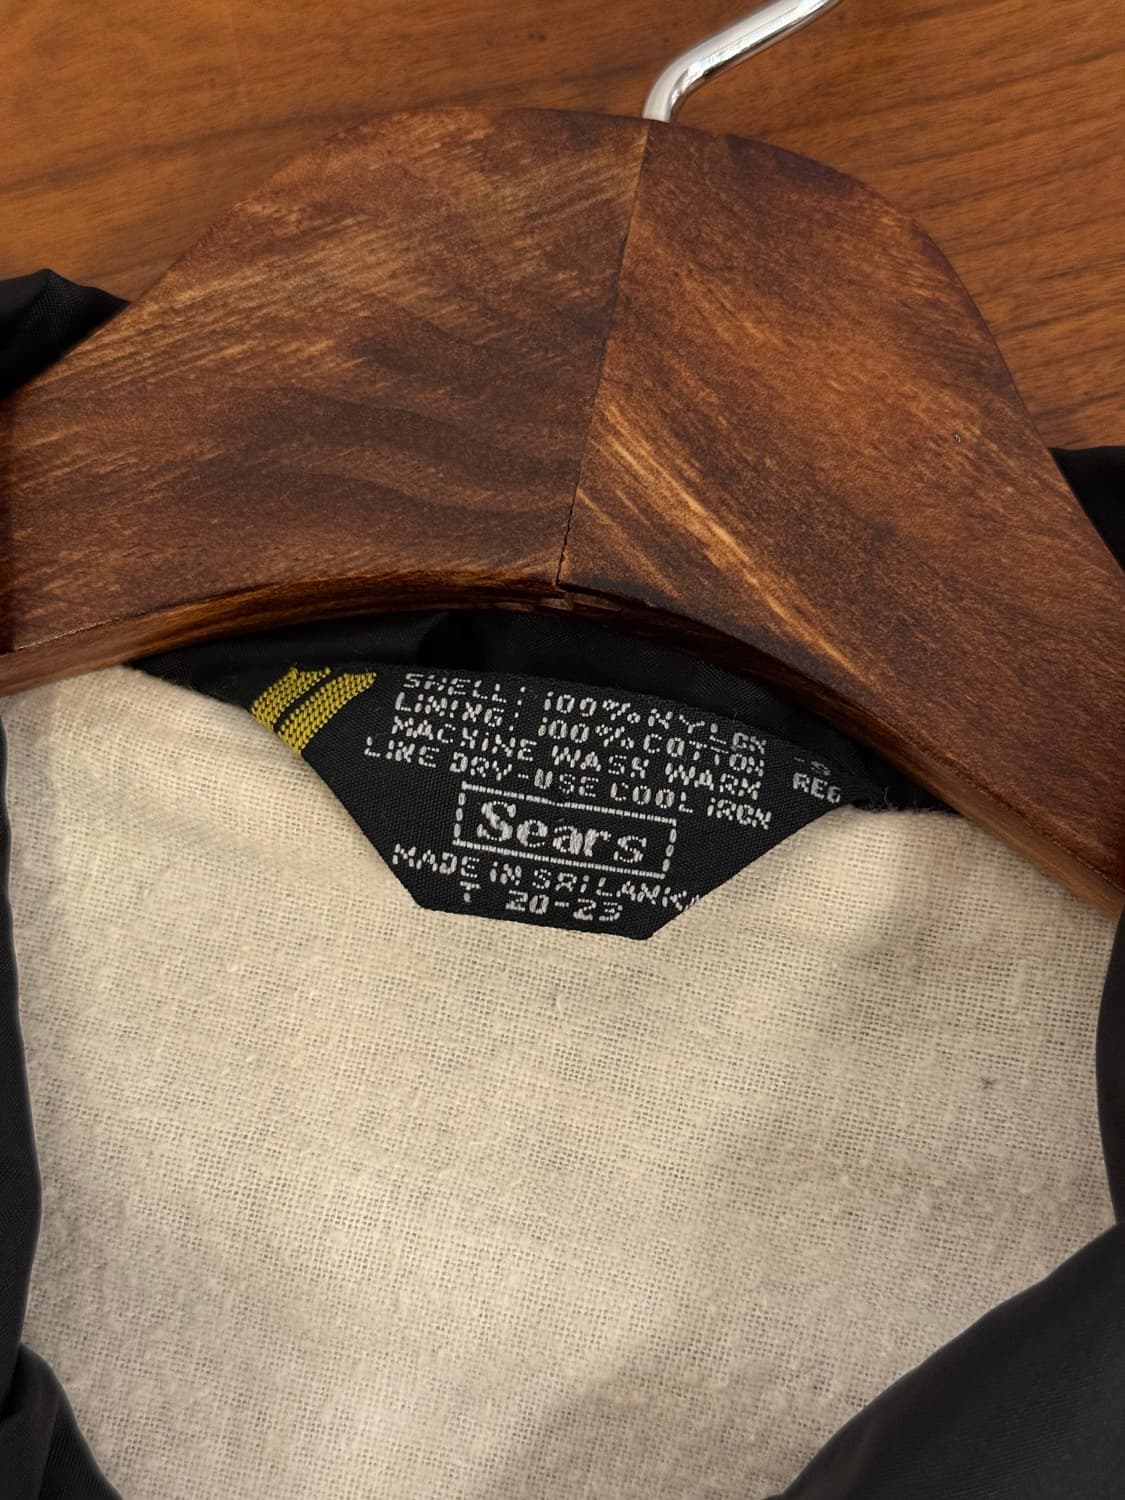 SHELL: 100% NYLON
LINING: 100% COTTON
MACHINE WASH WARM
LIKE DRY-USE COOL IRON
-S
REG
Sears
MADE IN SRI LANKA
T 20-23